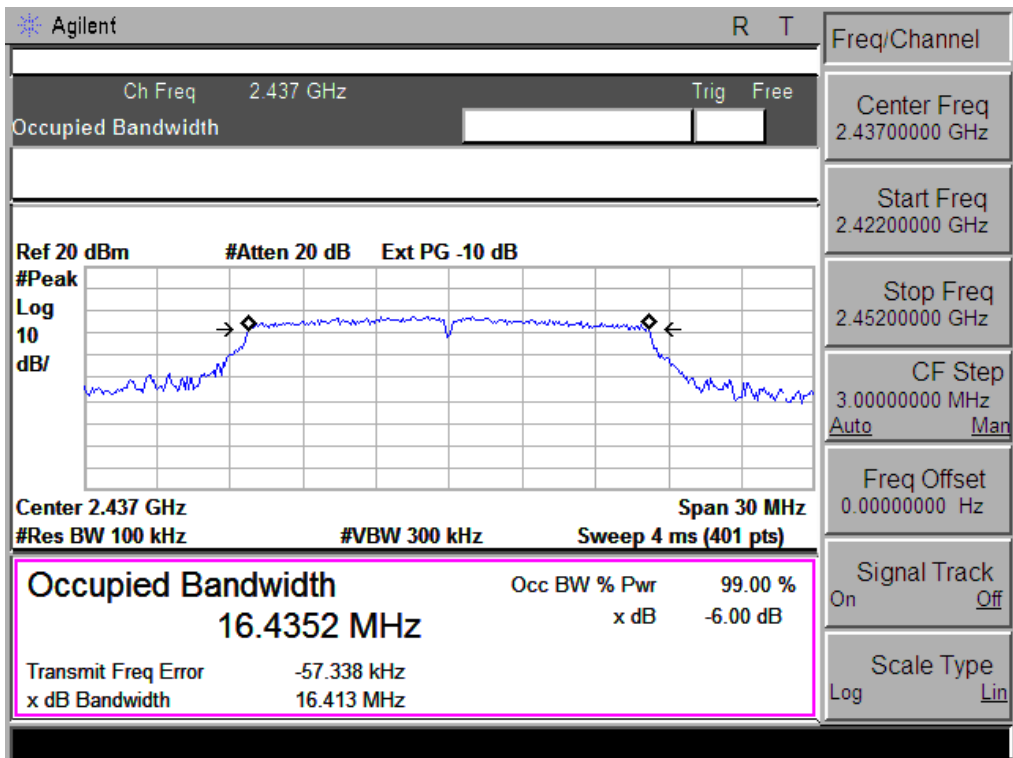 Agilent R T
Ch Freq 2.437 GHz Trig Free
Occupied Bandwidth
Ref 20 dBm #Atten 20 dB Ext PG -10 dB
#Peak
Log
10
dB/
Center 2.437 GHz Span 30 MHz
#Res BW 100 kHz #VBW 300 kHz Sweep 4 ms (401 pts)
Occupied Bandwidth Occ BW % Pwr 99.00 %
16.4352 MHz x dB -6.00 dB
Transmit Freq Error -57.338 kHz
x dB Bandwidth 16.413 MHz
Freq/Channel
Center Freq
2.43700000 GHz
Start Freq
2.42200000 GHz
Stop Freq
2.45200000 GHz
CF Step
3.00000000 MHz
Auto Man
Freq Offset
0.00000000 Hz
Signal Track
On Off
Scale Type
Log Lin